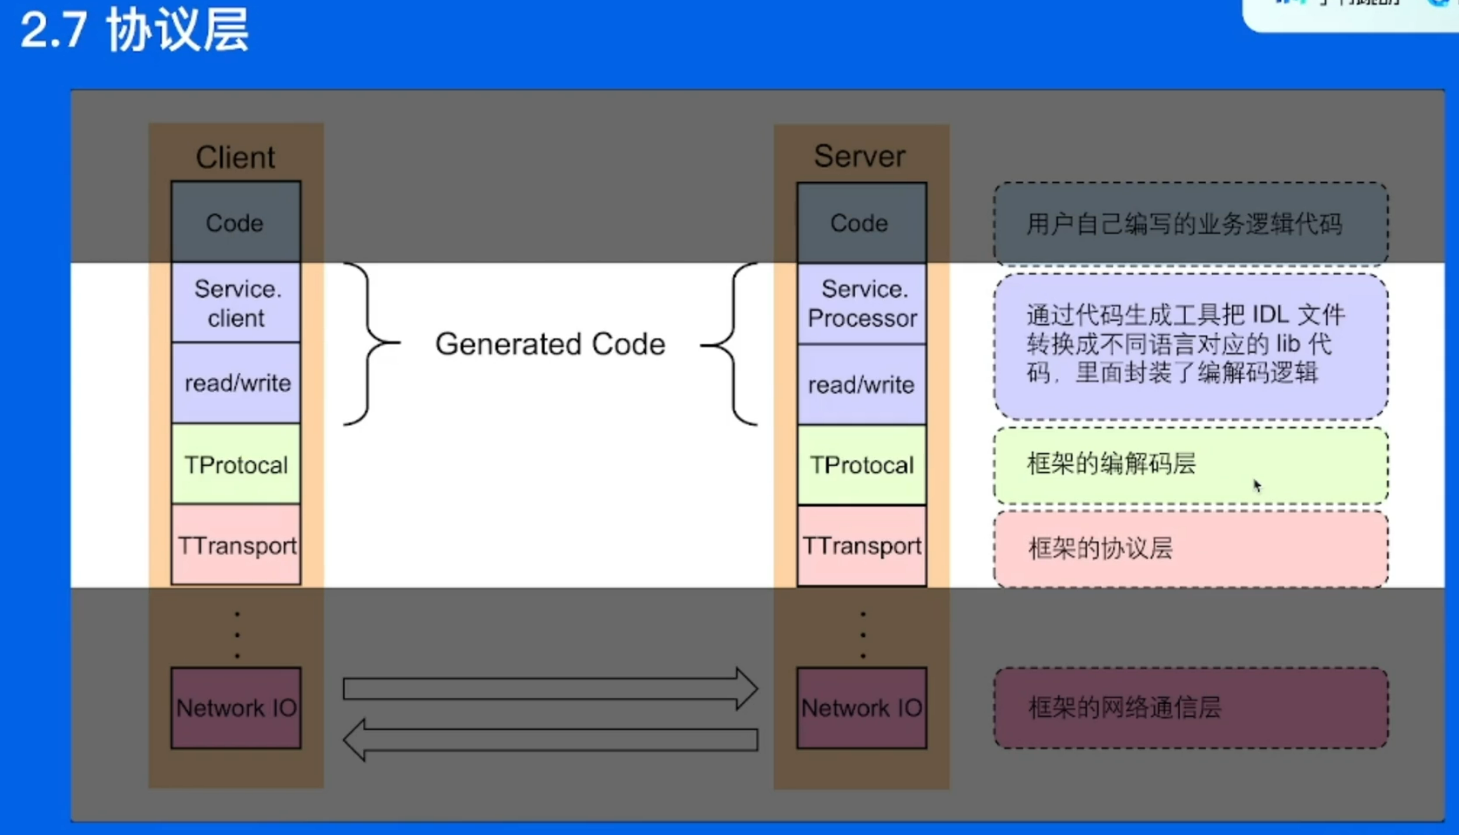 2.7 协议层
Client
Server
Code
Code
用户自己编写的业务逻辑代码
Service.
client
Generated Code
Service.
Processor
通过代码生成工具把 IDL 文件
转换成不同语言对应的 lib 代
码，里面封装了编解码逻辑
read/write
read/write
TProtocal
TProtocal
框架的编解码层
TTransport
TTransport
框架的协议层
Network IO
Network IO
框架的网络通信层